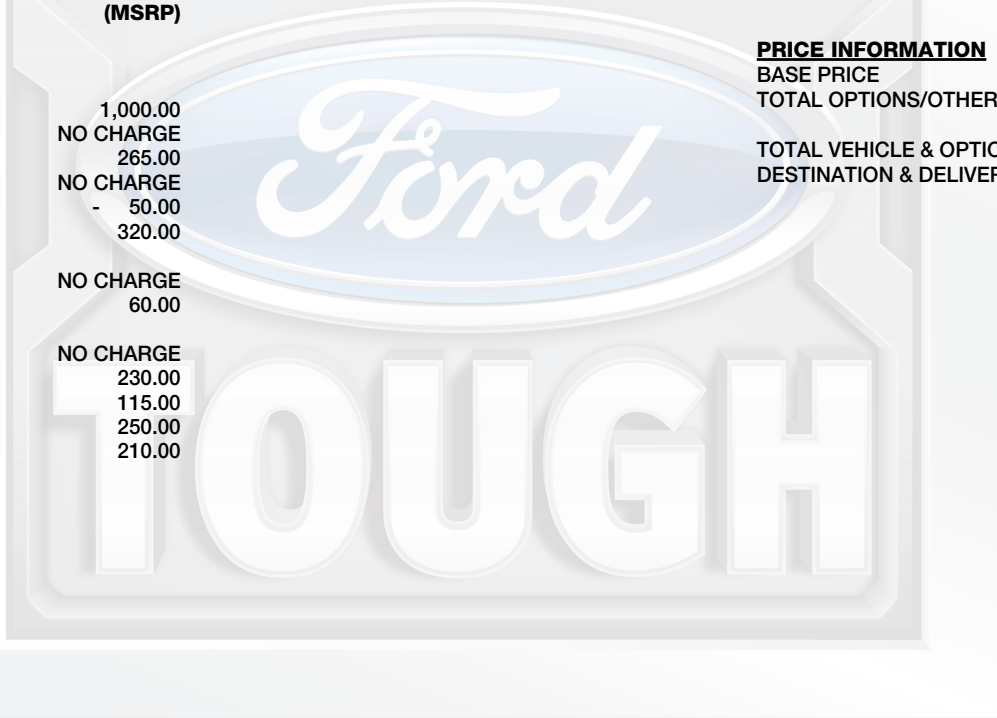 (MSRP)
1,000.00
NO CHARGE
265.00
NO CHARGE
- 50.00
320.00
NO CHARGE
60.00
NO CHARGE
230.00
115.00
250.00
210.00
PRICE INFORMATION
BASE PRICE
TOTAL OPTIONS/OTHER
TOTAL VEHICLE & OPTIO
DESTINATION & DELIVER
Ford
TOUGH